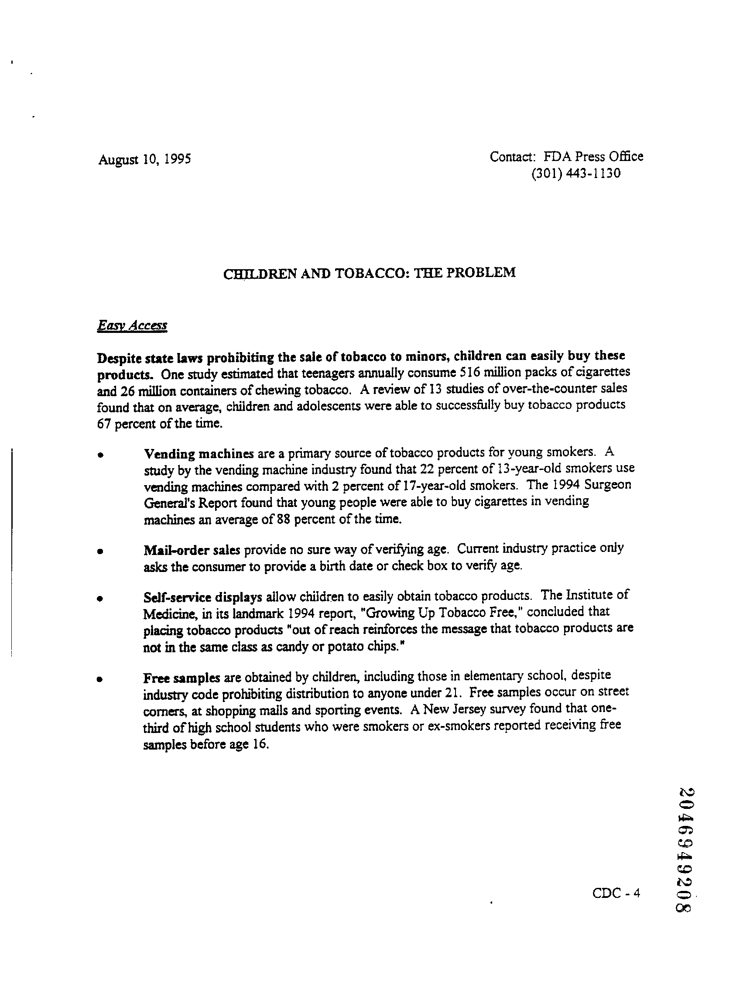 August 10, 1995
Contact: FDA Press Office
(301) 443-1130
CHILDREN AND TOBACCO: THE PROBLEM
Easy Access
Despite state laws prohibiting the sale of tobacco to minors, children can easily buy these
products. One study estimated that teenagers annually consume 516 million packs of cigarettes
and 26 million containers of chewing tobacco. A review of 13 studies of over-the-counter sales
found that on average, children and adolescents were able to successfully buy tobacco products
67 percent of the time.
• Vending machines are a primary source of tobacco products for young smokers. A
study by the vending machine industry found that 22 percent of 13-year-old smokers use
vending machines compared with 2 percent of 17-year-old smokers. The 1994 Surgeon
General's Report found that young people were able to buy cigarettes in vending
machines an average of 88 percent of the time.
• Mail-order sales provide no sure way of verifying age. Current industry practice only
asks the consumer to provide a birth date or check box to verify age.
• Self-service displays allow children to easily obtain tobacco products. The Institute of
Medicine, in its landmark 1994 report, "Growing Up Tobacco Free," concluded that
placing tobacco products "out of reach reinforces the message that tobacco products are
not in the same class as candy or potato chips."
• Free samples are obtained by children, including those in elementary school, despite
industry code prohibiting distribution to anyone under 21. Free samples occur on street
corners, at shopping malls and sporting events. A New Jersey survey found that one-
third of high school students who were smokers or ex-smokers reported receiving free
samples before age 16.
CDC - 4
2046949208